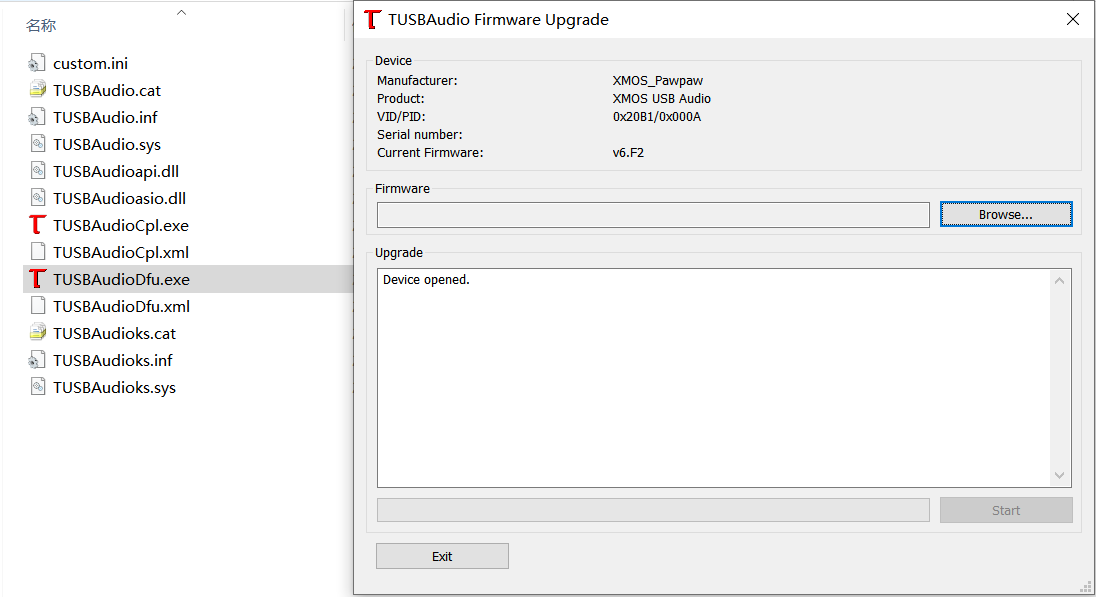 名称
custom.ini
TUSBAudio.cat
TUSBAudio.inf
TUSBAudio.sys
TUSBAudioapi.dll
TUSBAudioasio.dll
TUSBAudioCpl.exe
TUSBAudioCpl.xml
TUSBAudioDfu.exe
TUSBAudioDfu.xml
TUSBAudioks.cat
TUSBAudioks.inf
TUSBAudioks.sys
TUSBAudio Firmware Upgrade
Device
Manufacturer: XMOS_Pawpaw
Product: XMOS USB Audio
VID/PID: 0x20B1/0x000A
Serial number:
Current Firmware: v6.F2
Firmware
Browse...
Upgrade
Device opened.
Start
Exit